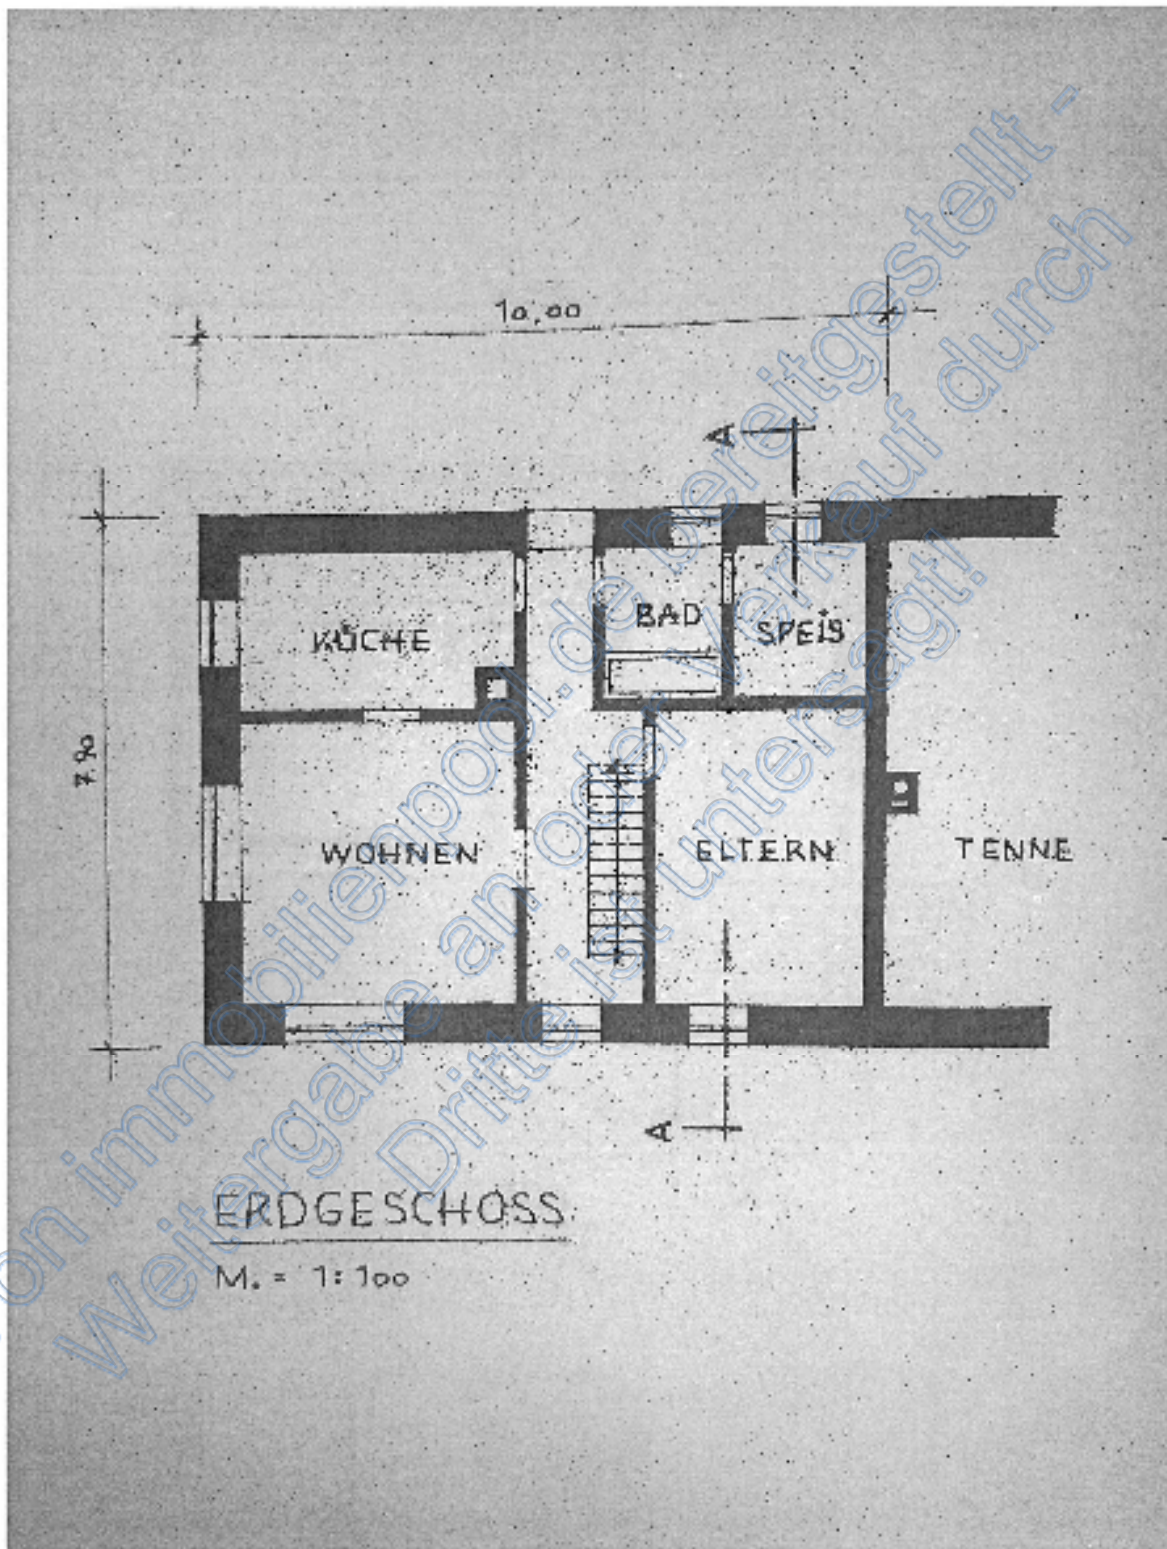 10.00
A
KÜCHE
BAD
SPEIS
7.90
WOHNEN
ELTERN
TENNE
A
ERDGESCHOSS
M. = 1:100
on immobilienpool.de bereitgestellt -
Weitergabe an oder Verkauf durch
Dritte ist untersagt!